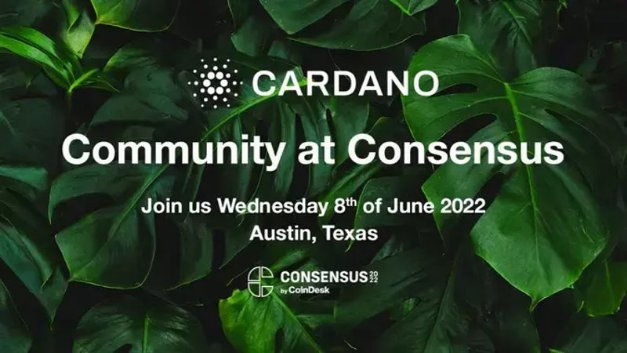 CARDANO
Community at Consensus
Join us Wednesday 8th of June 2022
Austin, Texas
CONSENSUS 2022
by CoinDesk